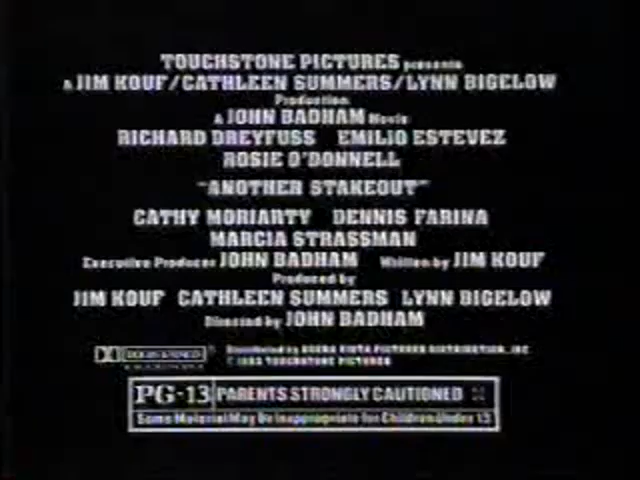 TOUCHSTONE PICTURES presents
A JIM KOUF/CATHLEEN SUMMERS/LYNN BIGELOW
Production
A JOHN BADHAM Movie
RICHARD DREYFUSS EMILIO ESTEVEZ
ROSIE O'DONNELL
"ANOTHER STAKEOUT"
CATHY MORIARTY DENNIS FARINA
MARCIA STRASSMAN
Executive Producer JOHN BADHAM Written by JIM KOUF
Produced by
JIM KOUF CATHLEEN SUMMERS LYNN BIGELOW
Directed by JOHN BADHAM
Distributed by BUENA VISTA PICTURES DISTRIBUTION, INC.
TOUCHSTONE PICTURES
PG-13 PARENTS STRONGLY CAUTIONED
Some Material May Be Inappropriate for Children Under 13